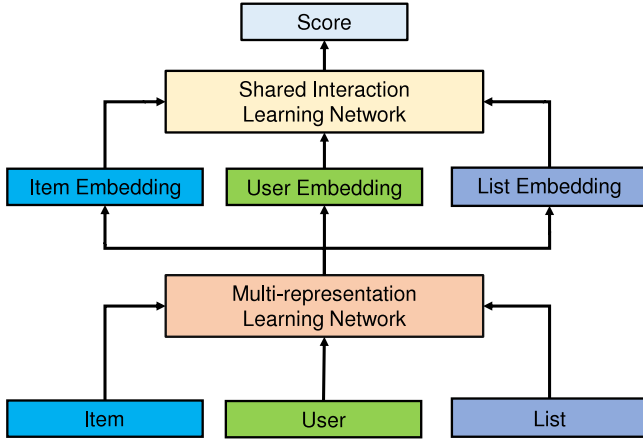 Score
Shared Interaction
Learning Network
Item Embedding
User Embedding
List Embedding
Multi-representation
Learning Network
Item
User
List